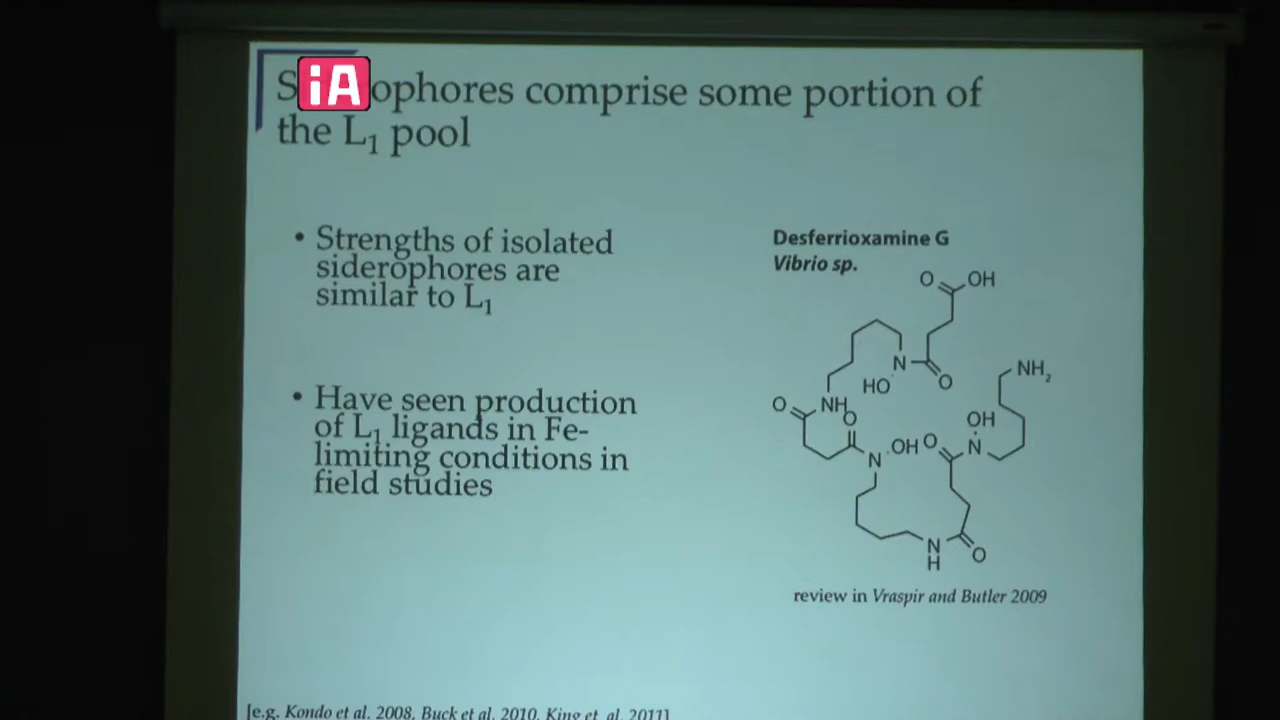 S iA ophores comprise some portion of
the L1 pool
• Strengths of isolated
siderophores are
similar to L1
• Have seen production
of L1 ligands in Fe-
limiting conditions in
field studies
Desferrioxamine G
Vibrio sp.
O OH
N
HO O
NH2
O NH
O
OH
OH O N
N
N
H
O
review in Vraspir and Butler 2009
[e.g. Kondo et al. 2008, Buck et al. 2010, King et. al. 2011]